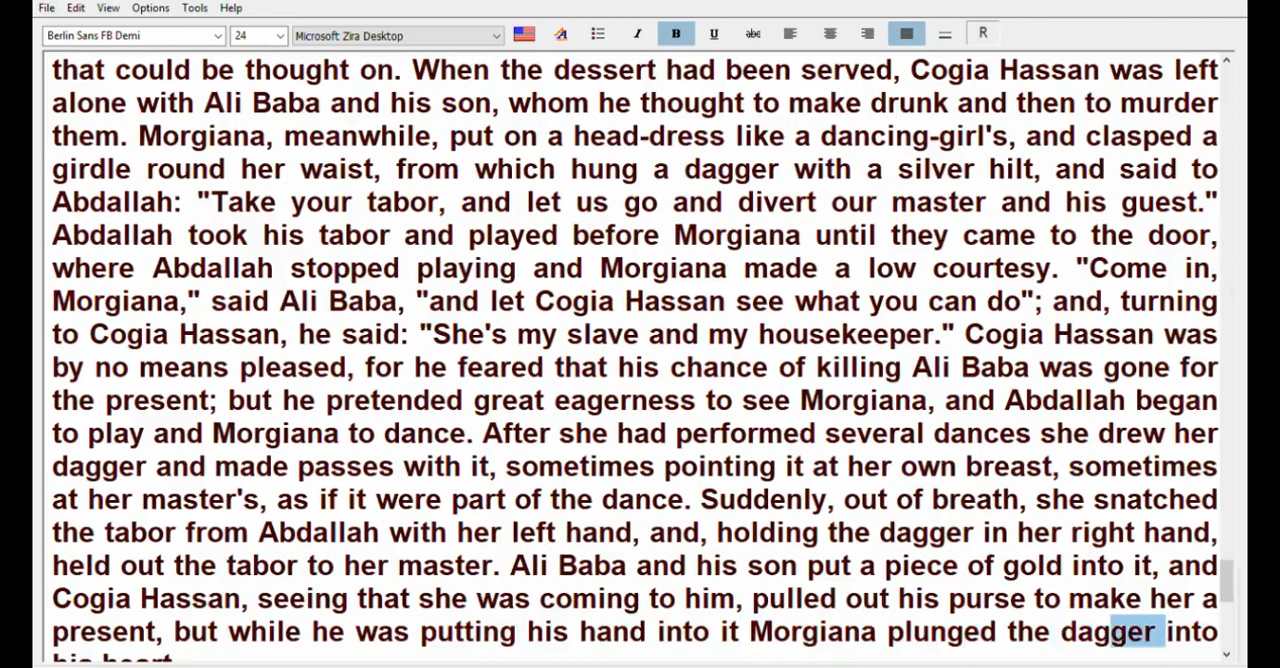 File Edit View Options Tools Help
Berlin Sans FB Demi 24 Microsoft Zira Desktop I B U abc R
that could be thought on. When the dessert had been served, Cogia Hassan was left
alone with Ali Baba and his son, whom he thought to make drunk and then to murder
them. Morgiana, meanwhile, put on a head-dress like a dancing-girl's, and clasped a
girdle round her waist, from which hung a dagger with a silver hilt, and said to
Abdallah: "Take your tabor, and let us go and divert our master and his guest."
Abdallah took his tabor and played before Morgiana until they came to the door,
where Abdallah stopped playing and Morgiana made a low courtesy. "Come in,
Morgiana," said Ali Baba, "and let Cogia Hassan see what you can do"; and, turning
to Cogia Hassan, he said: "She's my slave and my housekeeper." Cogia Hassan was
by no means pleased, for he feared that his chance of killing Ali Baba was gone for
the present; but he pretended great eagerness to see Morgiana, and Abdallah began
to play and Morgiana to dance. After she had performed several dances she drew her
dagger and made passes with it, sometimes pointing it at her own breast, sometimes
at her master's, as if it were part of the dance. Suddenly, out of breath, she snatched
the tabor from Abdallah with her left hand, and, holding the dagger in her right hand,
held out the tabor to her master. Ali Baba and his son put a piece of gold into it, and
Cogia Hassan, seeing that she was coming to him, pulled out his purse to make her a
present, but while he was putting his hand into it Morgiana plunged the dagger into
his heart.